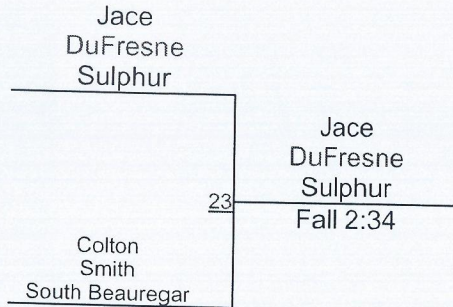 Jace
DuFresne
Sulphur
Jace
DuFresne
Sulphur
23
Fall 2:34
Colton
Smith
South Beauregar